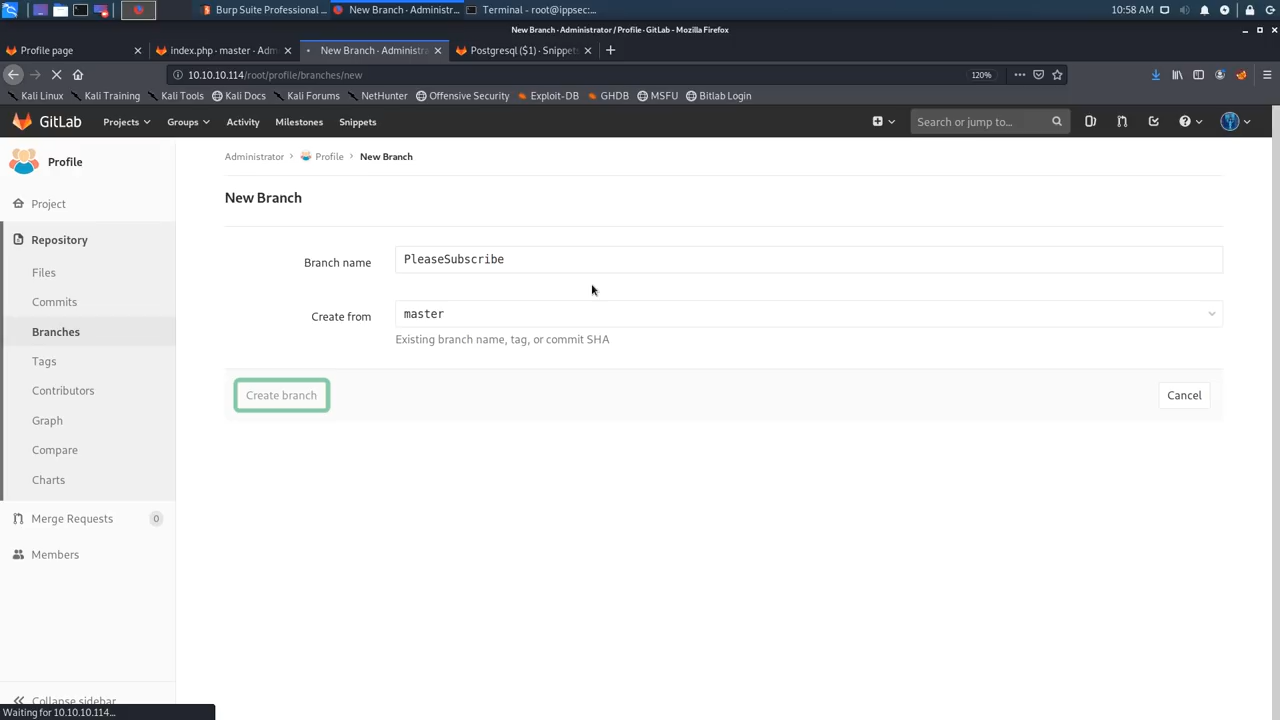 Burp Suite Professional ...
New Branch · Administr...
Terminal - root@ippsec:...
10:58 AM
New Branch · Administrator / Profile · GitLab - Mozilla Firefox
Profile page
index.php · master · Adm
New Branch · Administra
Postgresql ($1) · Snippets
10.10.10.114/root/profile/branches/new
120%
Kali Linux
Kali Training
Kali Tools
Kali Docs
Kali Forums
NetHunter
Offensive Security
Exploit-DB
GHDB
MSFU
Bitlab Login
GitLab
Projects
Groups
Activity
Milestones
Snippets
Search or jump to...
Profile
Administrator
Profile
New Branch
Project
New Branch
Repository
Branch name
PleaseSubscribe
Files
Commits
Create from
master
Branches
Existing branch name, tag, or commit SHA
Tags
Contributors
Create branch
Cancel
Graph
Compare
Charts
Merge Requests
0
Members
Collapse sidebar
Waiting for 10.10.10.114...